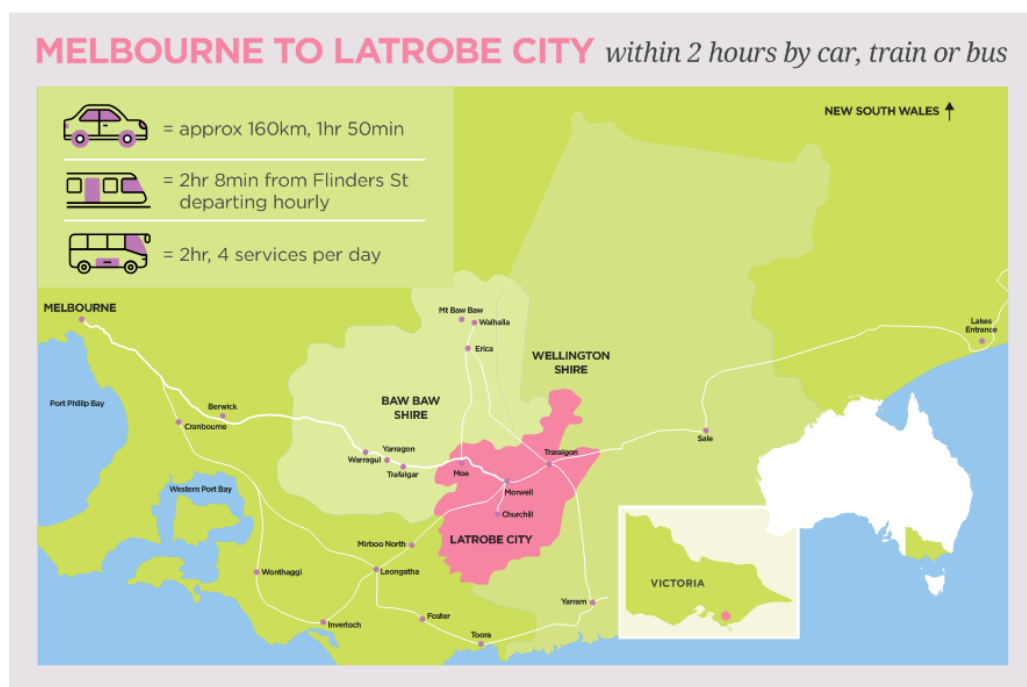 MELBOURNE TO LATROBE CITY within 2 hours by car, train or bus
NEW SOUTH WALES
= approx 160km, 1hr 50min
= 2hr 8min from Flinders St
departing hourly
= 2hr, 4 services per day
MELBOURNE
Mt Baw Baw
Walhalla
Erica
Lakes
Entrance
WELLINGTON
SHIRE
BAW BAW
SHIRE
Port Phillip Bay
Berwick
Cranbourne
Sale
Yarragon
Warragul
Trafalgar
Moe
Traralgon
Western Port Bay
Morwell
Churchill
LATROBE CITY
Mirboo North
Wonthaggi
Leongatha
VICTORIA
Yarram
Foster
Inverloch
Toora